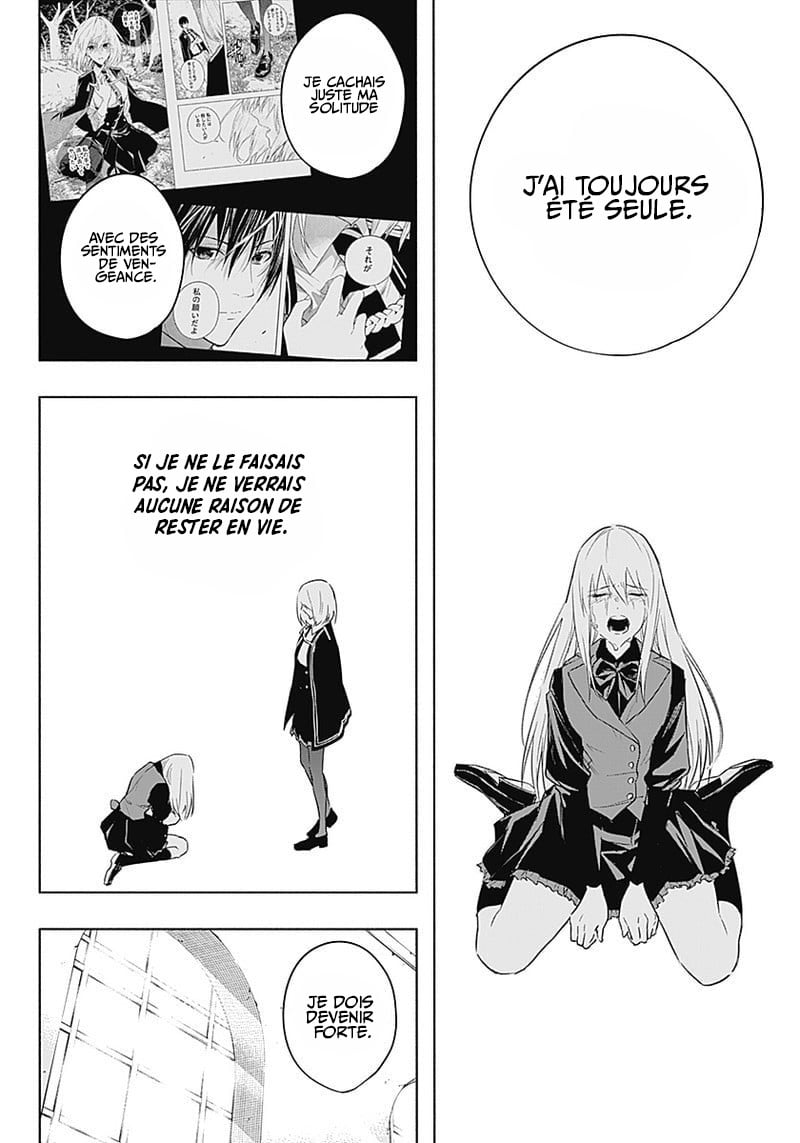 J'AI TOUJOURS
ÉTÉ SEULE.
JE CACHAIS
JUSTE MA
SOLITUDE
AVEC DES
SENTIMENTS
DE VEN-
GEANCE.
それが
私の願いだよ
SI JE NE LE FAISAIS
PAS, JE NE VERRAIS
AUCUNE RAISON DE
RESTER EN VIE.
JE DOIS
DEVENIR
FORTE.